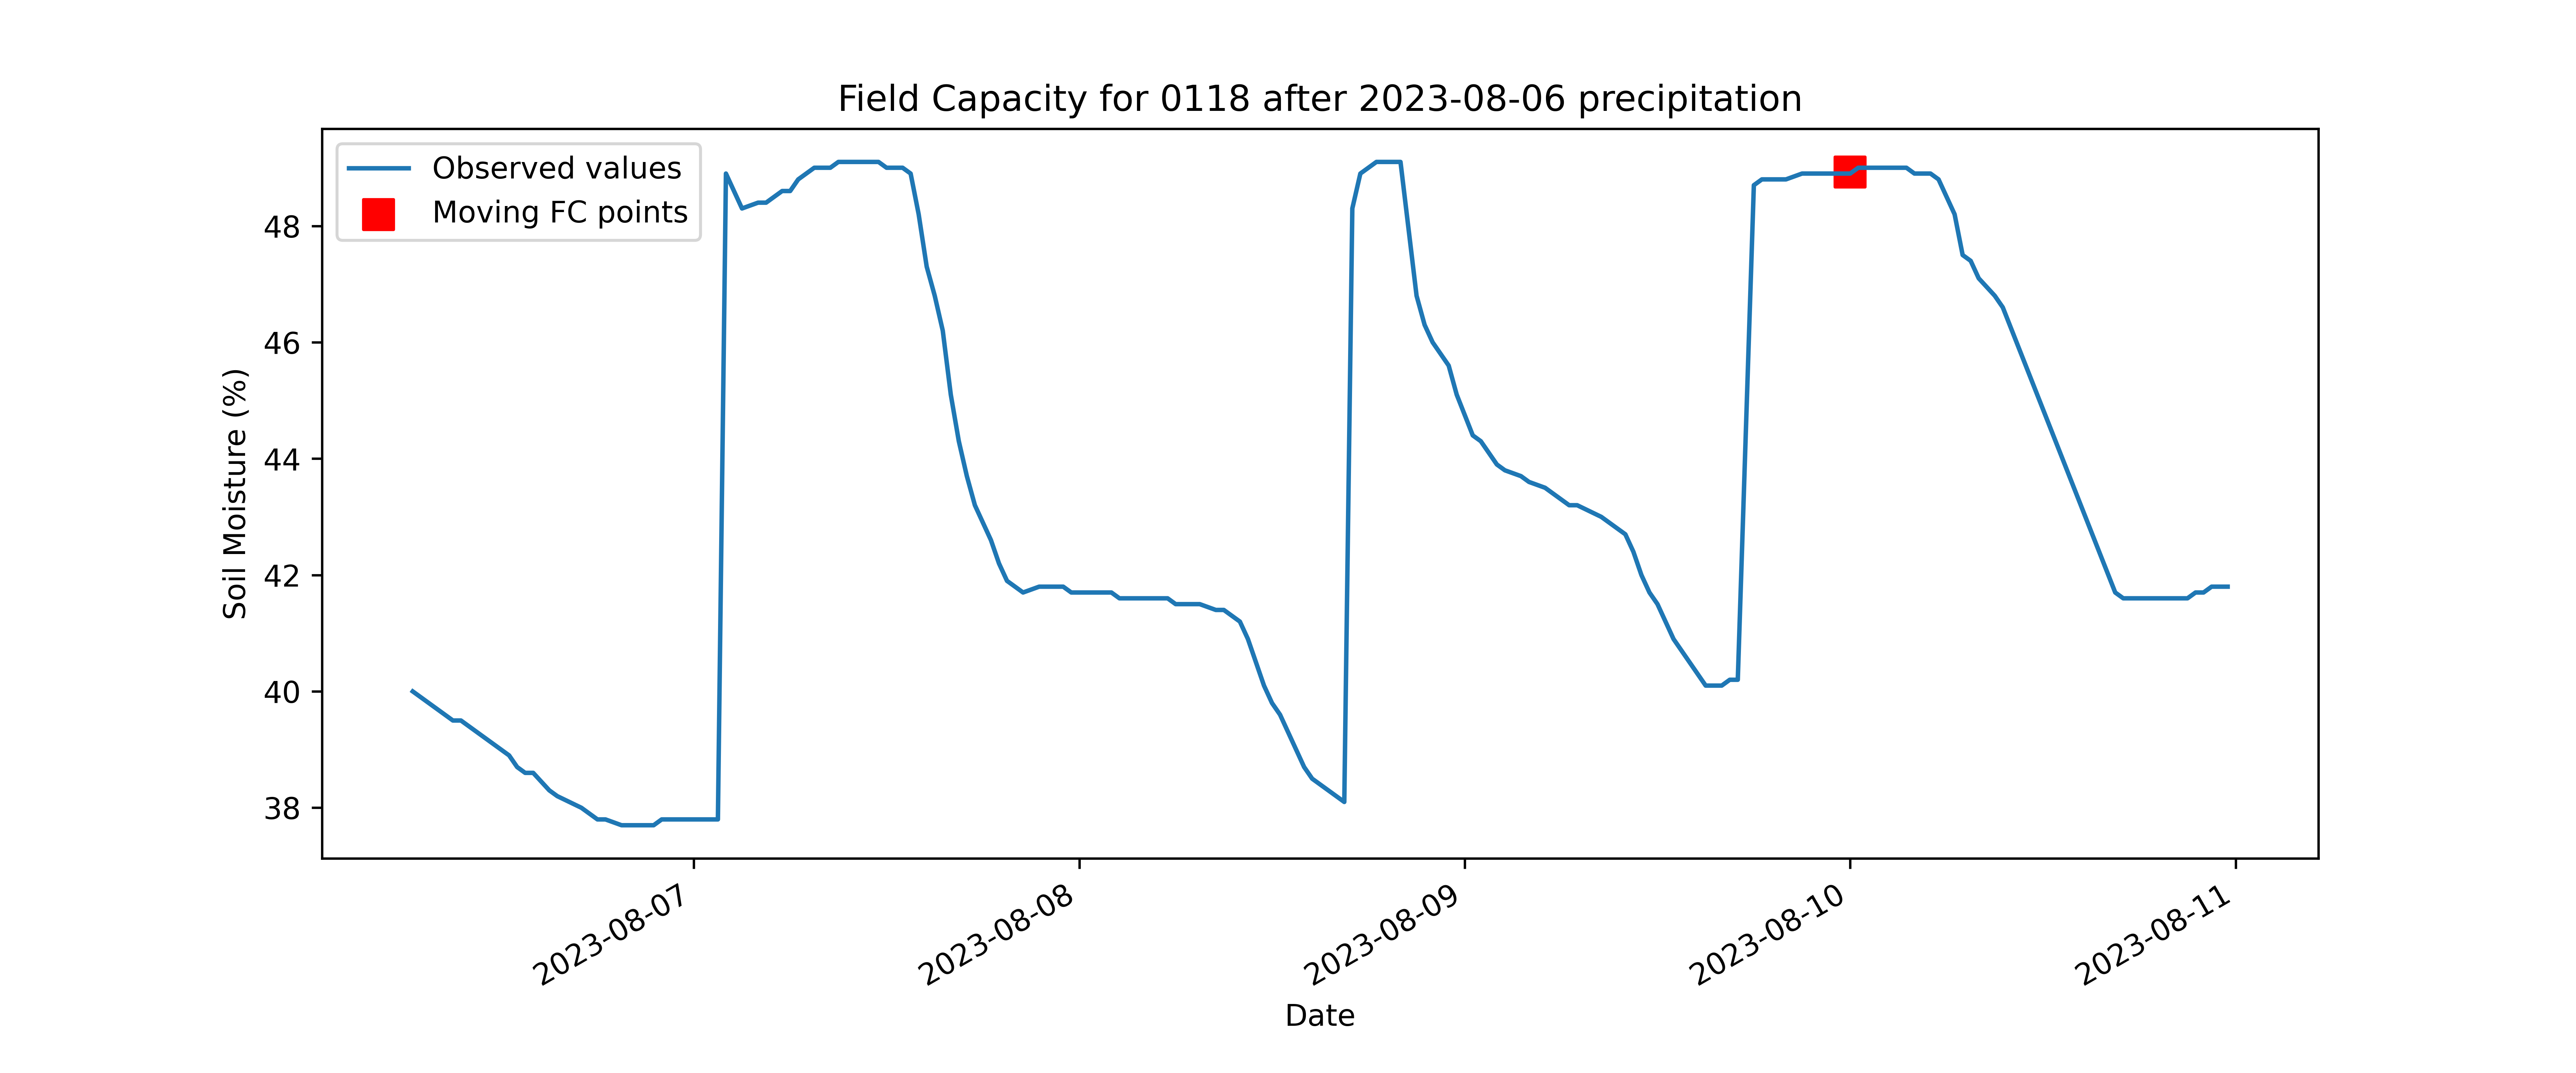 Field Capacity for 0118 after 2023-08-06 precipitation
Observed values
Moving FC points
48
46
44
42
40
38
Soil Moisture (%)
2023-08-07
2023-08-08
2023-08-09
2023-08-10
2023-08-11
Date